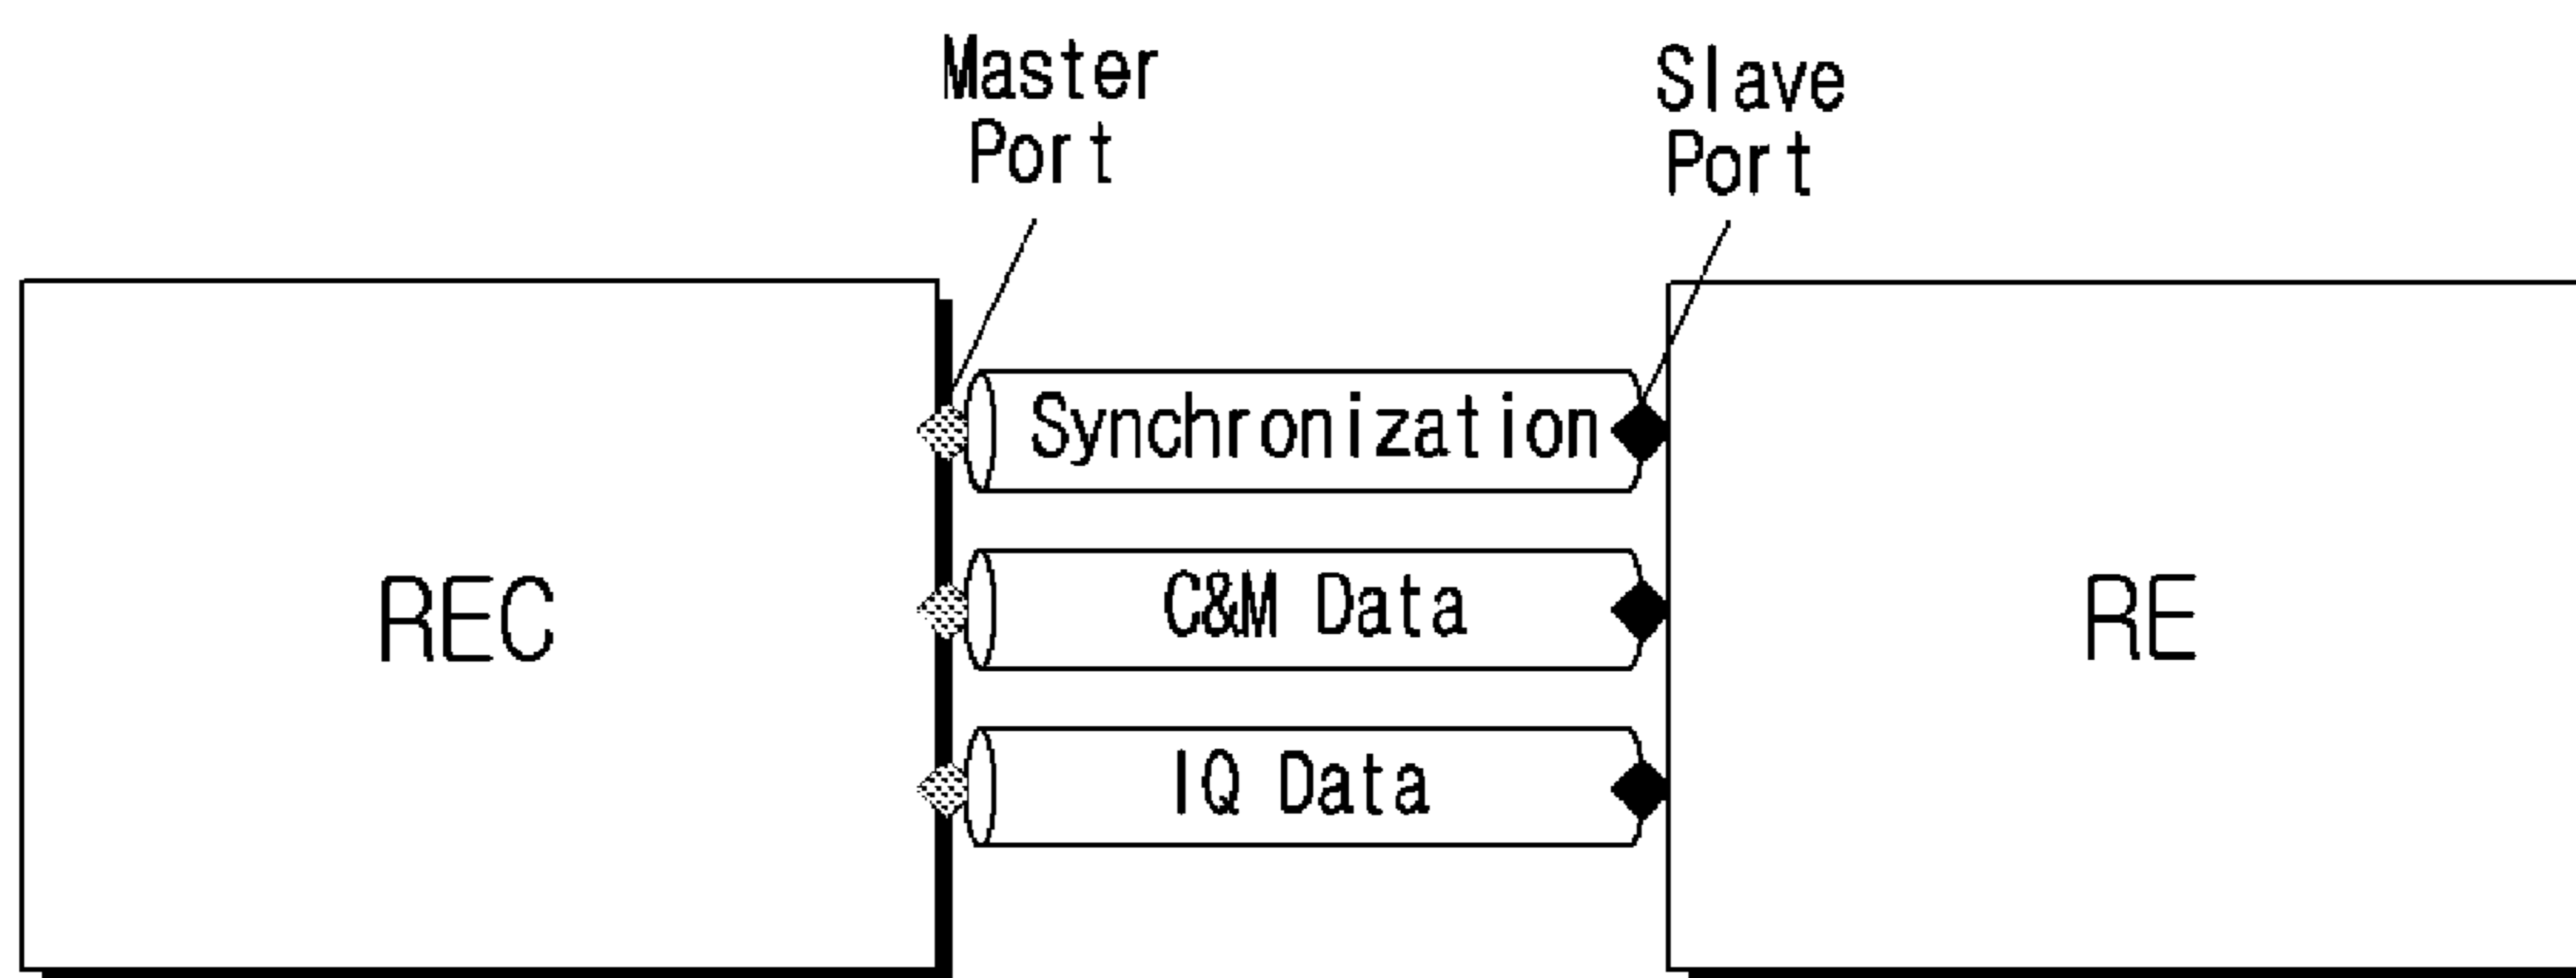 Master
Port
Slave
Port
Synchronization
REC
C&M Data
RE
IQ Data